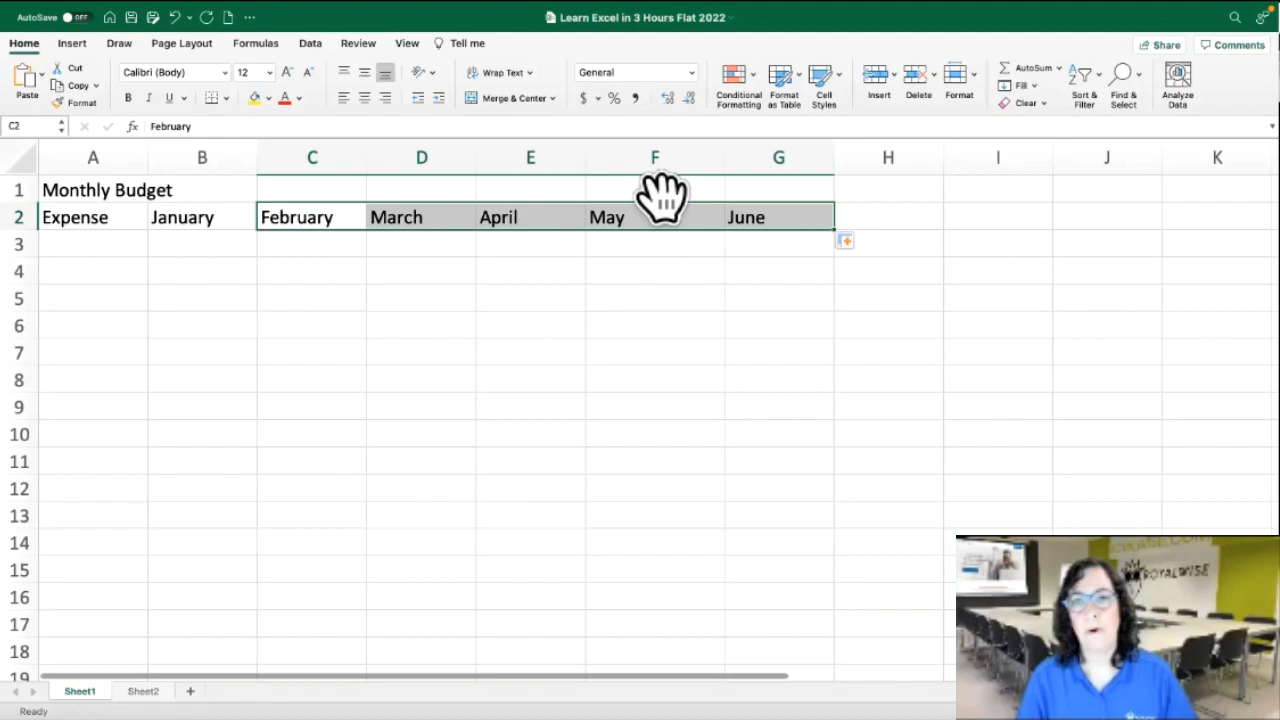 AutoSave OFF
Learn Excel in 3 Hours Flat 2022
Home Insert Draw Page Layout Formulas Data Review View Tell me
Share Comments
Paste
Cut
Copy
Format
Calibri (Body) 12
B I U
Wrap Text
Merge & Center
General
$ % ,
Conditional Formatting
Format as Table
Cell Styles
Insert
Delete
Format
AutoSum
Fill
Clear
Sort & Filter
Find & Select
Analyze Data
C2 fx February
A B C D E F G H I J K
1 Monthly Budget
2 Expense January February March April May June
3
4
5
6
7
8
9
10
11
12
13
14
15
16
17
18
19
ROYALWISE
Sheet1 Sheet2 +
Ready